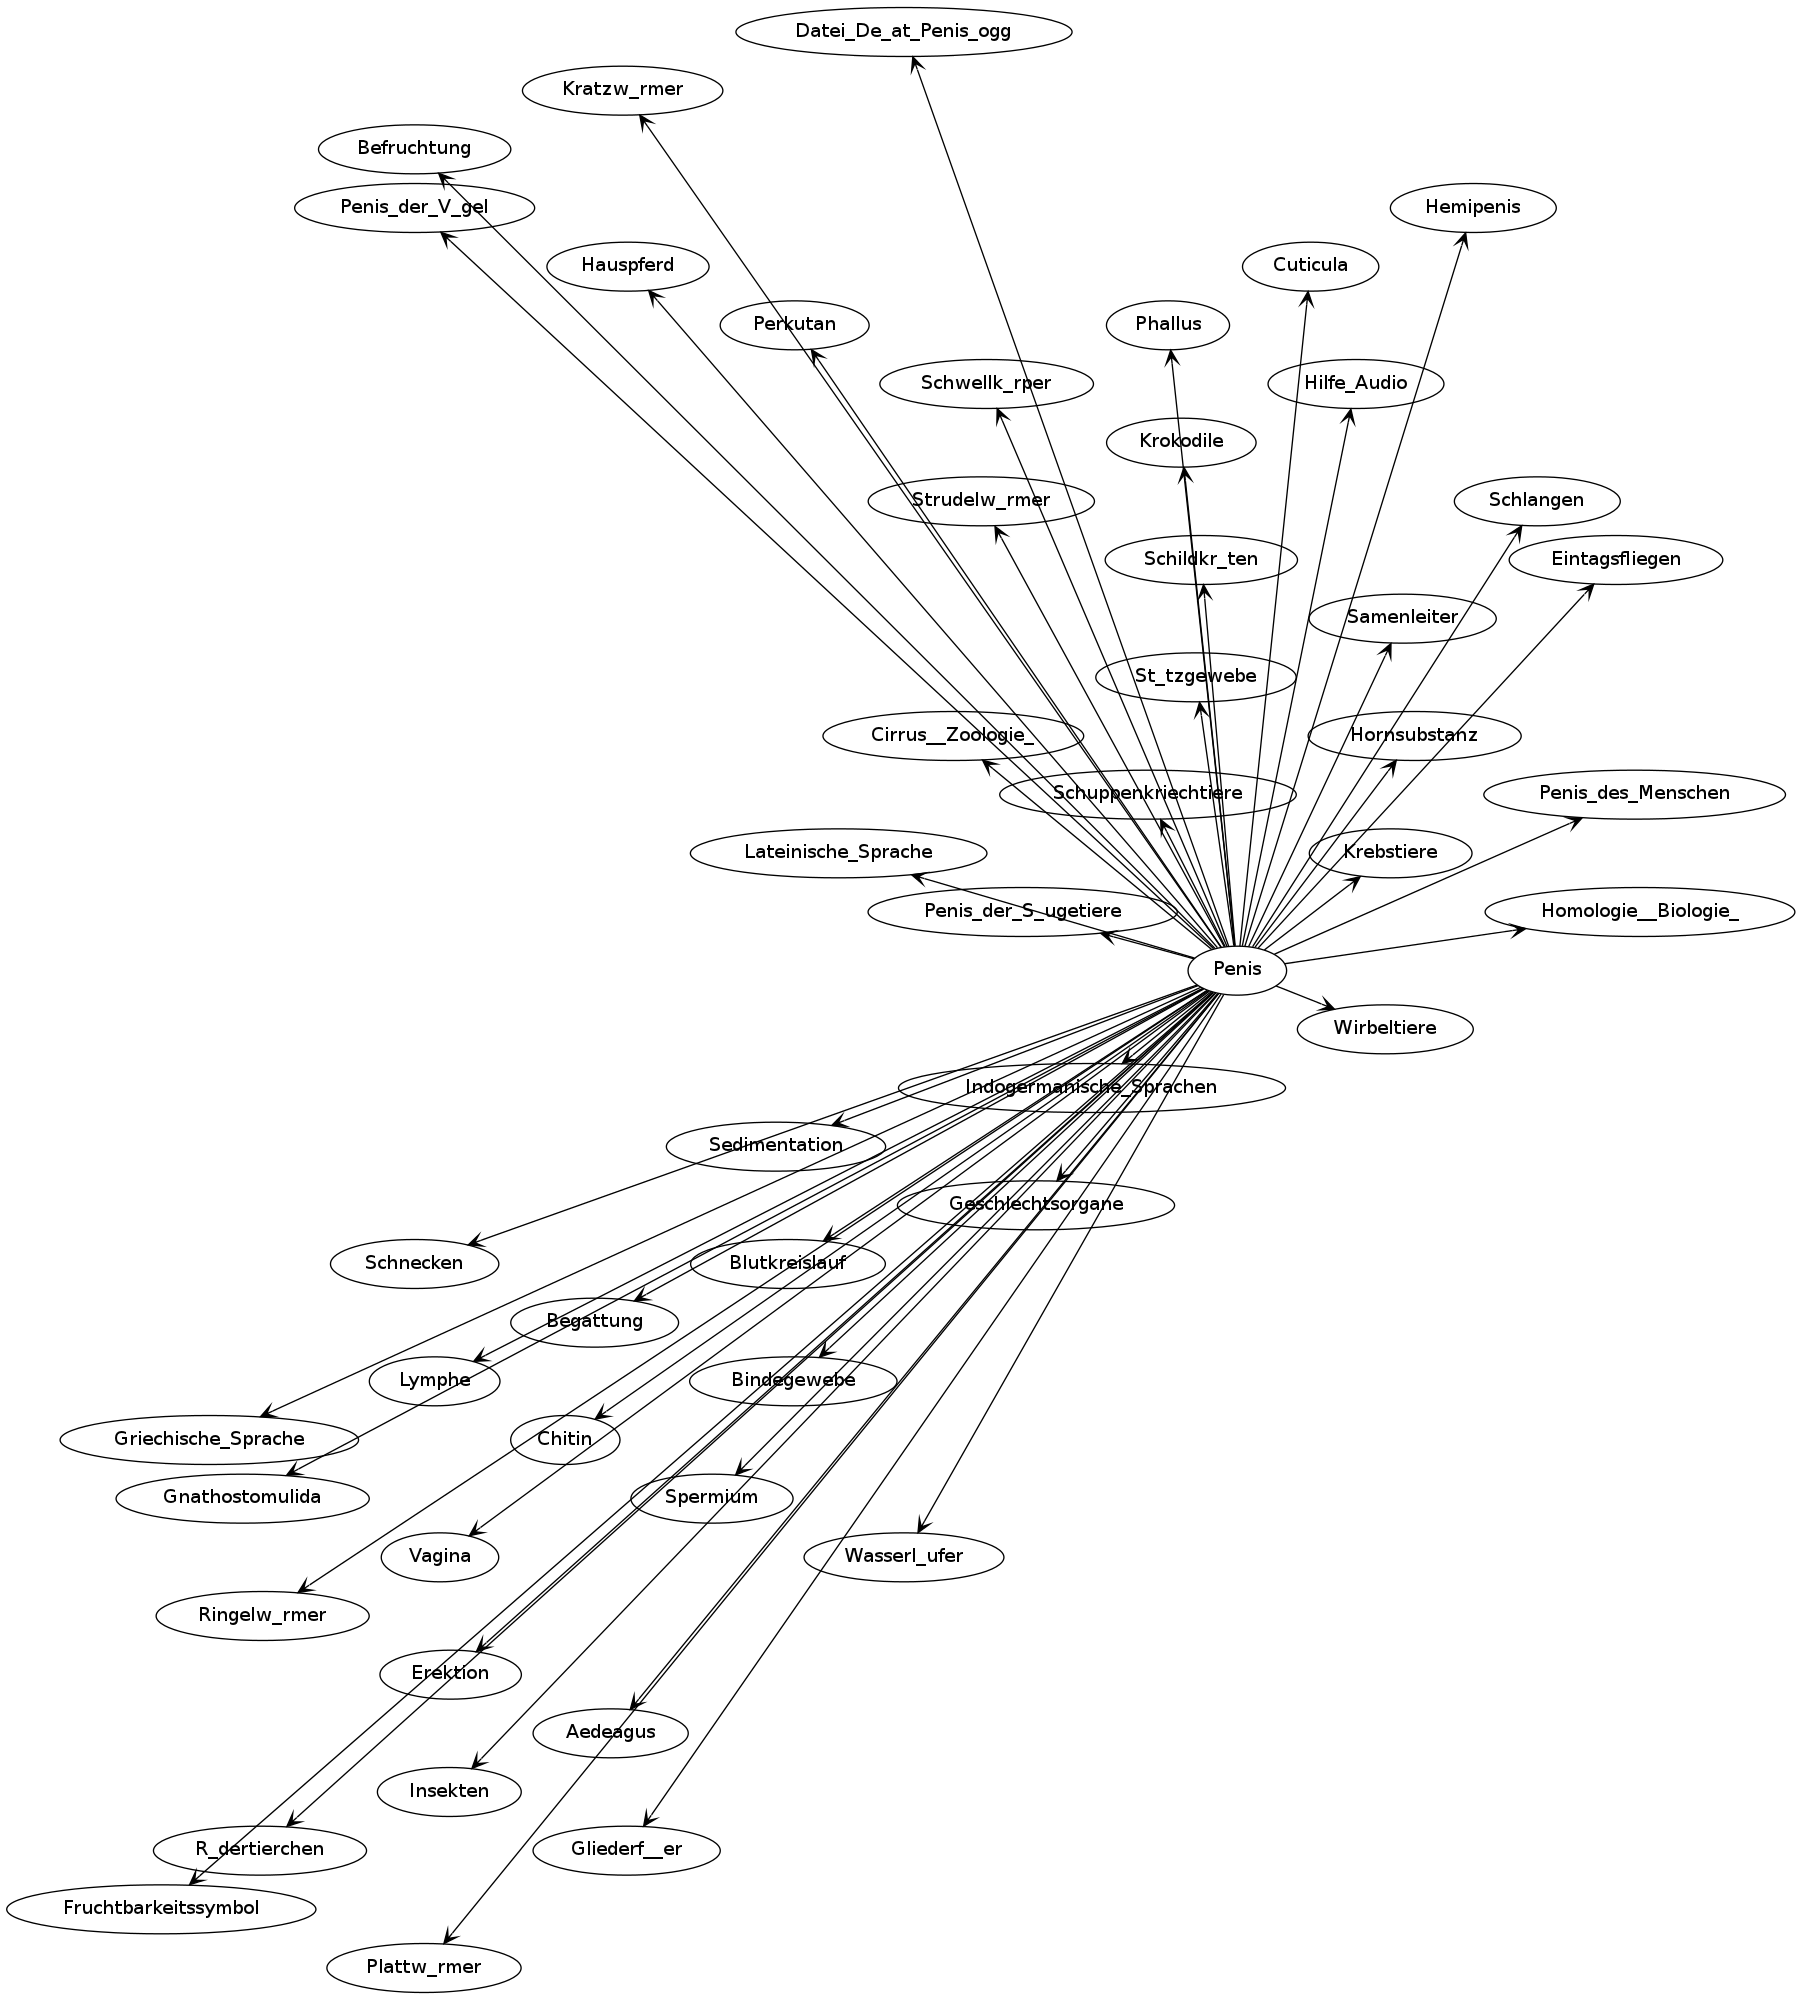 Datei_De_at_Penis_ogg
Kratzw_rmer
Befruchtung
Penis_der_V_gel
Hemipenis
Hauspferd
Cuticula
Perkutan
Phallus
Schwellk_rper
Hilfe_Audio
Krokodile
Strudelw_rmer
Schlangen
Schildkr_ten
Eintagsfliegen
Samenleiter
St_tzgewebe
Cirrus__Zoologie_
Hornsubstanz
Schuppenkriechtiere
Penis_des_Menschen
Lateinische_Sprache
Krebstiere
Penis_der_S_ugetiere
Homologie__Biologie_
Penis
Wirbeltiere
Indogermanische_Sprachen
Sedimentation
Geschlechtsorgane
Schnecken
Blutkreislauf
Begattung
Lymphe
Bindegewebe
Griechische_Sprache
Chitin
Gnathostomulida
Spermium
Vagina
Wasserl_ufer
Ringelw_rmer
Erektion
Aedeagus
Insekten
R_dertierchen
Gliederf__er
Fruchtbarkeitssymbol
Plattw_rmer